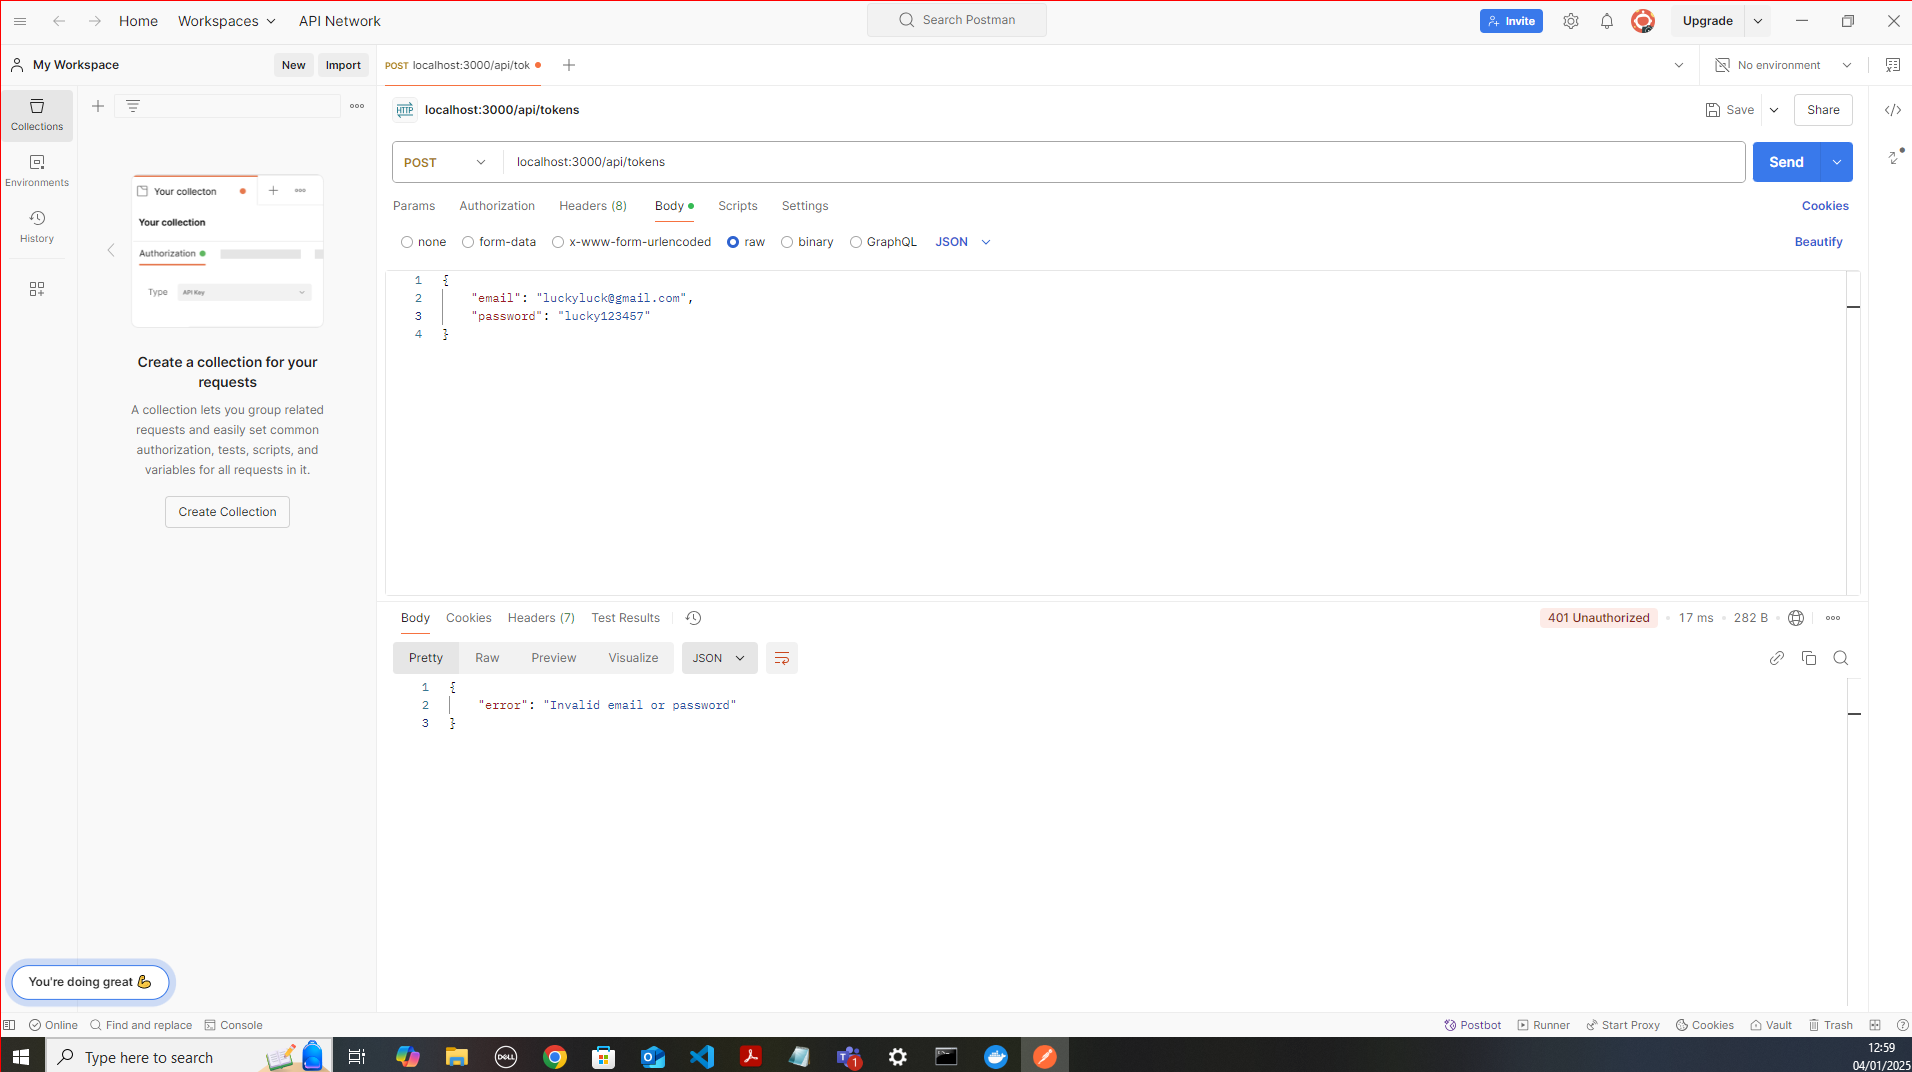 Home Workspaces API Network Search Postman Invite Upgrade
My Workspace New Import POST localhost:3000/api/tok No environment
Collections
HTTP localhost:3000/api/tokens Save Share
POST localhost:3000/api/tokens Send
Environments
History
Params Authorization Headers (8) Body Scripts Settings Cookies
none form-data x-www-form-urlencoded raw binary GraphQL JSON Beautify
Your collecton
Your collection
Authorization
Type API Key
Create a collection for your
requests
A collection lets you group related
requests and easily set common
authorization, tests, scripts, and
variables for all requests in it.
Create Collection
1 {
2 "email": "luckyluck@gmail.com",
3 "password": "lucky123457"
4 }
Body Cookies Headers (7) Test Results 401 Unauthorized 17 ms 282 B
Pretty Raw Preview Visualize JSON
1 {
2 "error": "Invalid email or password"
3 }
You're doing great 💪
Online Find and replace Console Postbot Runner Start Proxy Cookies Vault Trash
Type here to search DELL 1 12:59
04/01/2025